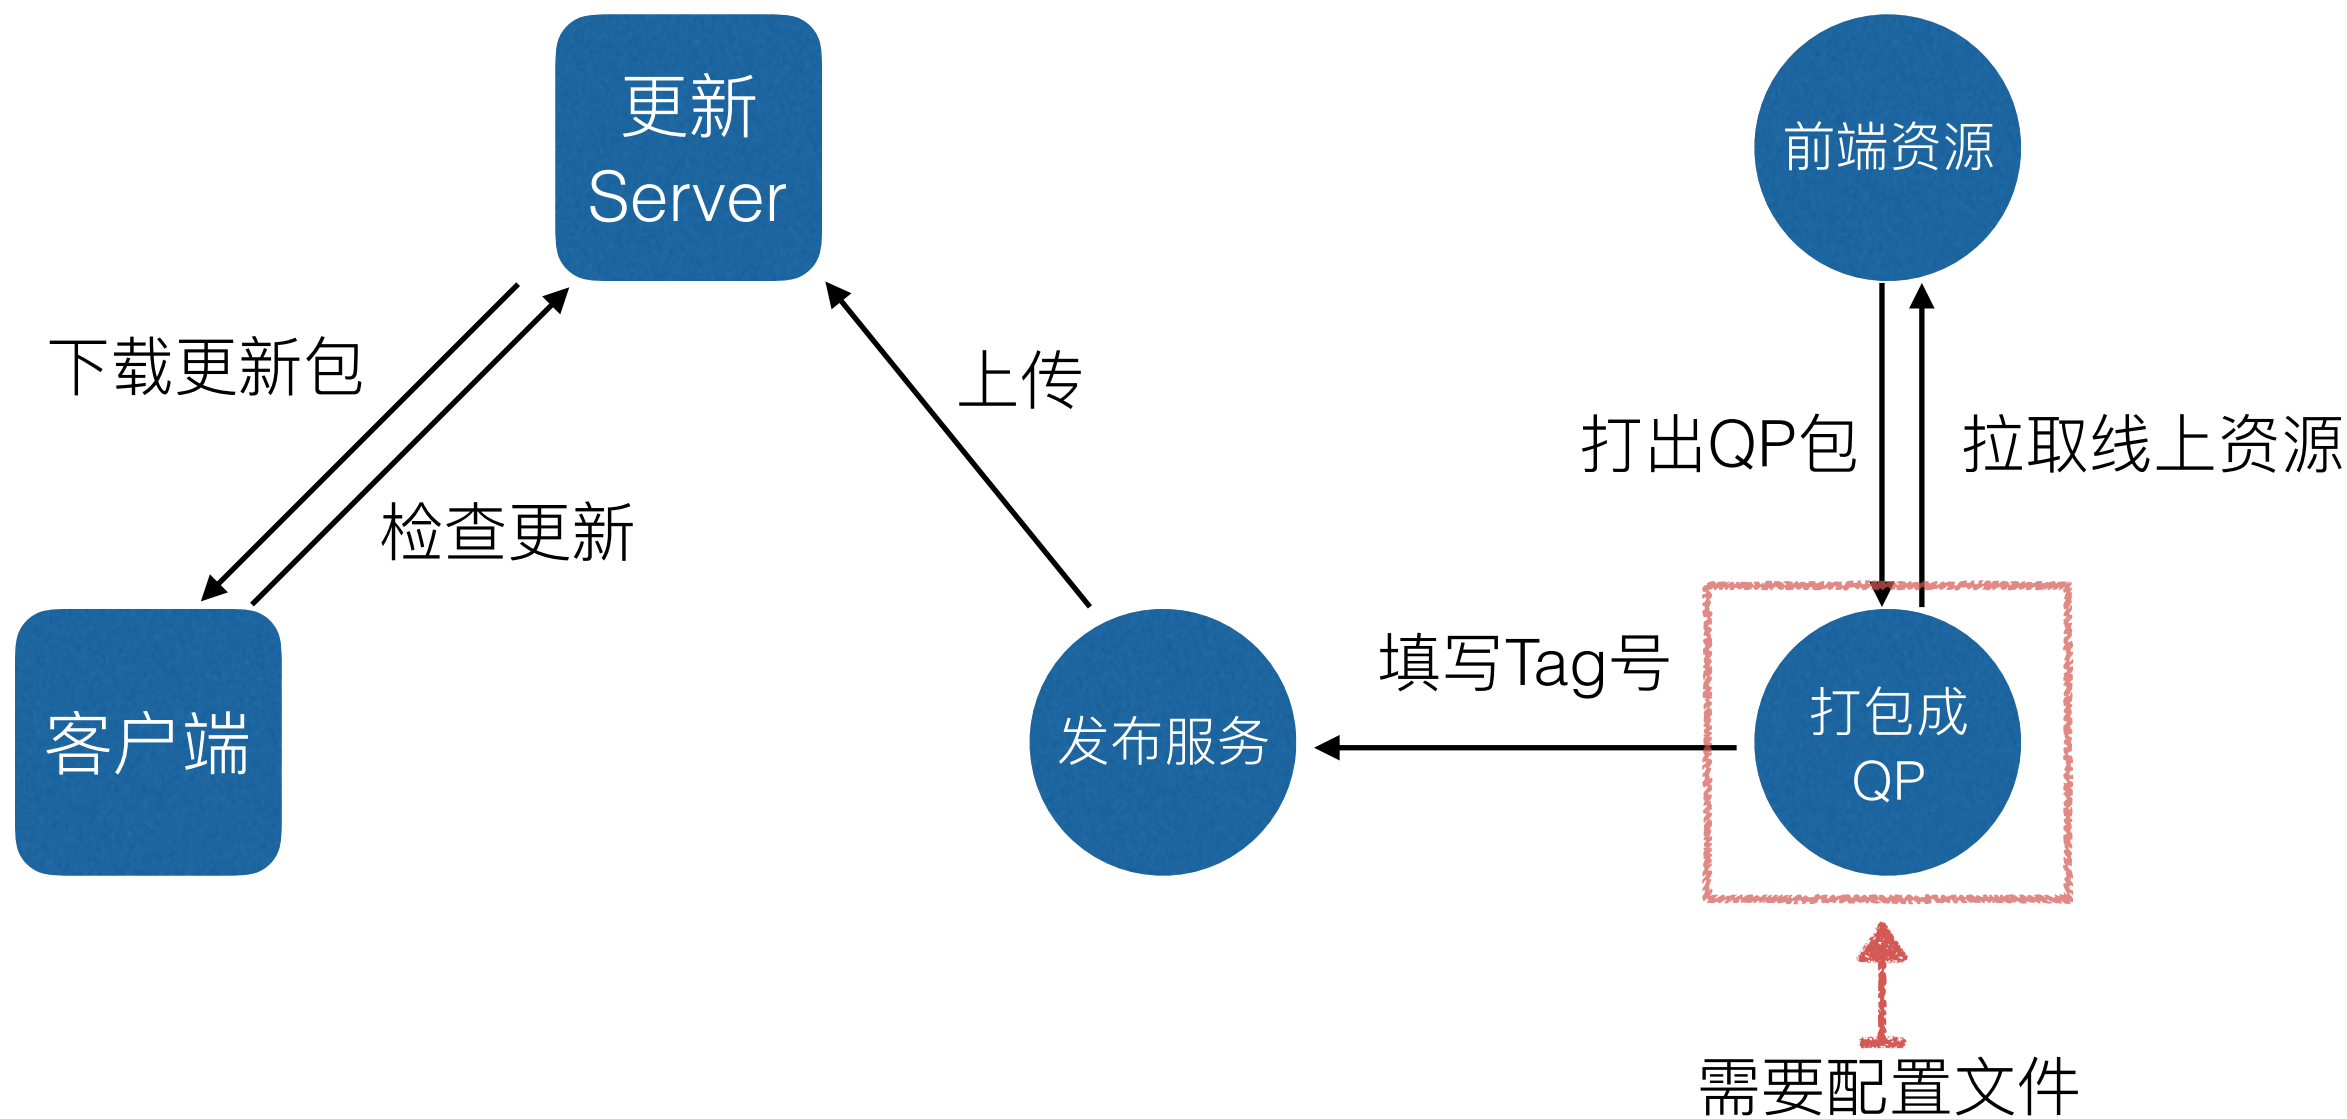 更新
Server
前端资源
下载更新包
上传
打出QP包
拉取线上资源
检查更新
填写Tag号
客户端
发布服务
打包成
QP
需要配置文件